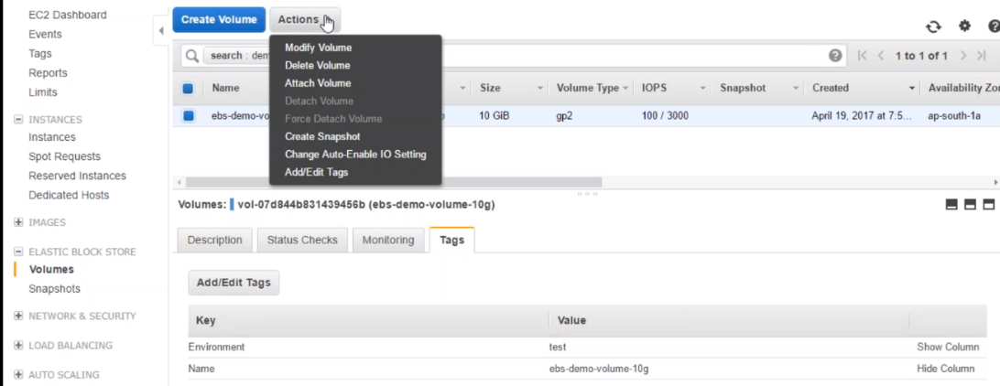 EC2 Dashboard
Events
Tags
Reports
Limits
INSTANCES
Instances
Spot Requests
Reserved Instances
Dedicated Hosts
IMAGES
ELASTIC BLOCK STORE
Volumes
Snapshots
NETWORK & SECURITY
LOAD BALANCING
AUTO SCALING
Create Volume Actions
Modify Volume
Delete Volume
Attach Volume
Detach Volume
Force Detach Volume
Create Snapshot
Change Auto-Enable IO Setting
Add/Edit Tags
search : dem 1 to 1 of 1
Name Size Volume Type IOPS Snapshot Created Availability Zo
ebs-demo-vo 10 GiB gp2 100 / 3000 April 19, 2017 at 7:5... ap-south-1a
Volumes: vol-07d844b831439456b (ebs-demo-volume-10g)
Description Status Checks Monitoring Tags
Add/Edit Tags
Key Value
Environment test Show Column
Name ebs-demo-volume-10g Hide Column